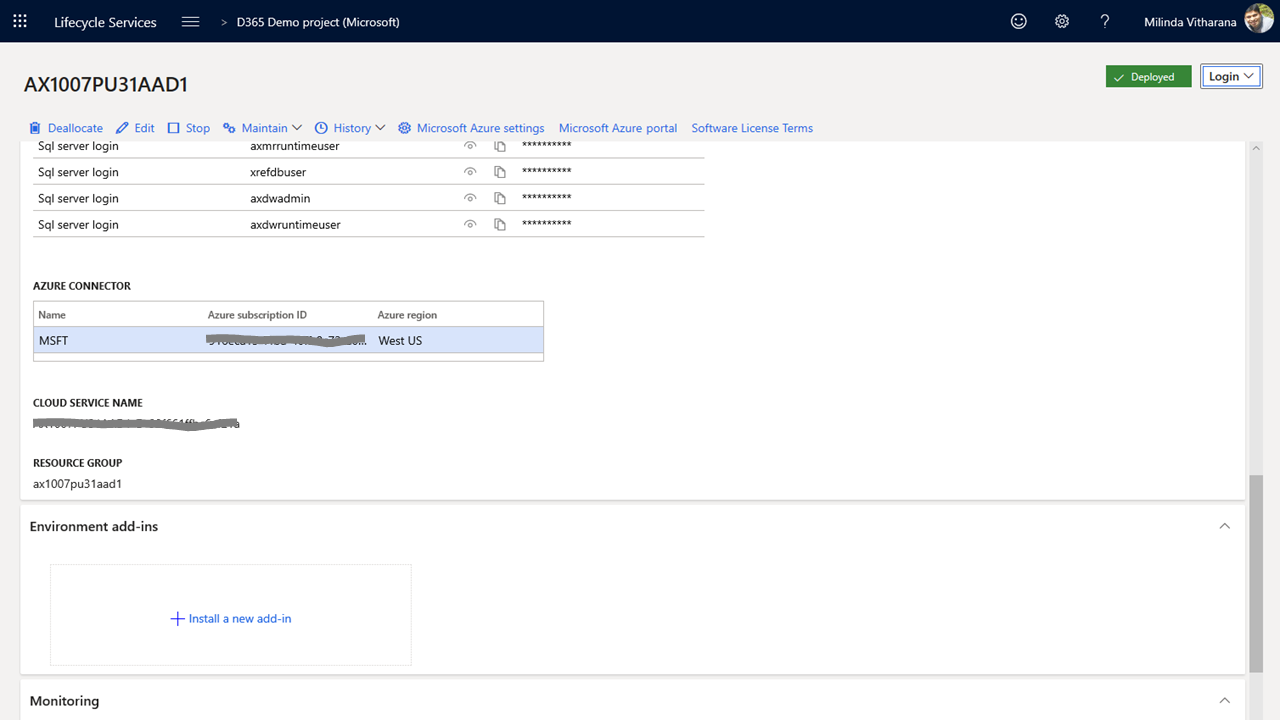 Lifecycle Services > D365 Demo project (Microsoft) ? Milinda Vitharana
AX1007PU31AAD1
Deployed Login
Deallocate Edit Stop Maintain History Microsoft Azure settings Microsoft Azure portal Software License Terms
Sql server login axmrruntimeuser **********
Sql server login xrefdbuser **********
Sql server login axdwadmin **********
Sql server login axdwruntimeuser **********
AZURE CONNECTOR
Name Azure subscription ID Azure region
MSFT West US
CLOUD SERVICE NAME
RESOURCE GROUP
ax1007pu31aad1
Environment add-ins
+ Install a new add-in
Monitoring